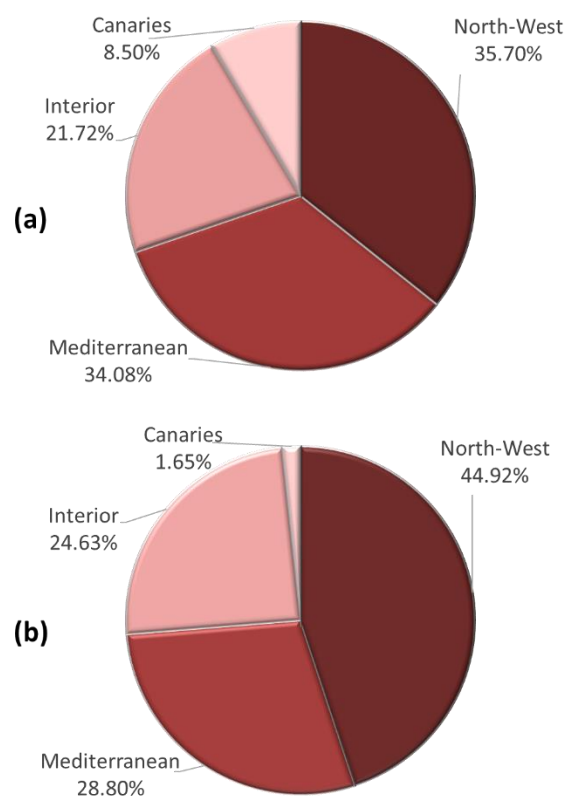 Canaries
8.50%
North-West
35.70%
Interior
21.72%
(a)
Mediterranean
34.08%
Canaries
1.65%
North-West
44.92%
Interior
24.63%
(b)
Mediterranean
28.80%